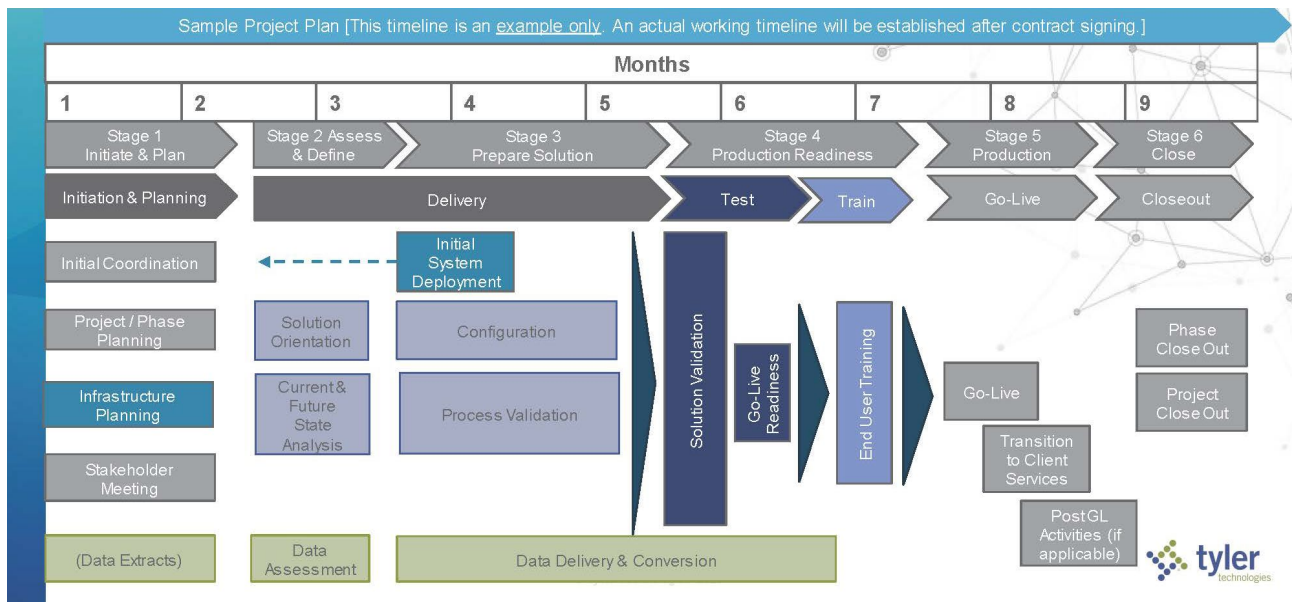 Sample Project Plan [This timeline is an example only. An actual working timeline will be established after contract signing.]
Months
1 2 3 4 5 6 7 8 9
Stage 1
Initiate & Plan
Stage 2 Assess
& Define
Stage 3
Prepare Solution
Stage 4
Production Readiness
Stage 5
Production
Stage 6
Close
Initiation & Planning
Delivery
Test
Train
Go-Live
Closeout
Initial Coordination
Initial
System
Deployment
Project / Phase
Planning
Solution
Orientation
Configuration
Infrastructure
Planning
Current &
Future
State
Analysis
Process Validation
Stakeholder
Meeting
Solution Validation
Go-Live
Readiness
End User Training
Go-Live
Transition
to Client
Services
Post GL
Activities (if
applicable)
Phase
Close Out
Project
Close Out
(Data Extracts)
Data
Assessment
Data Delivery & Conversion
tyler
technologies